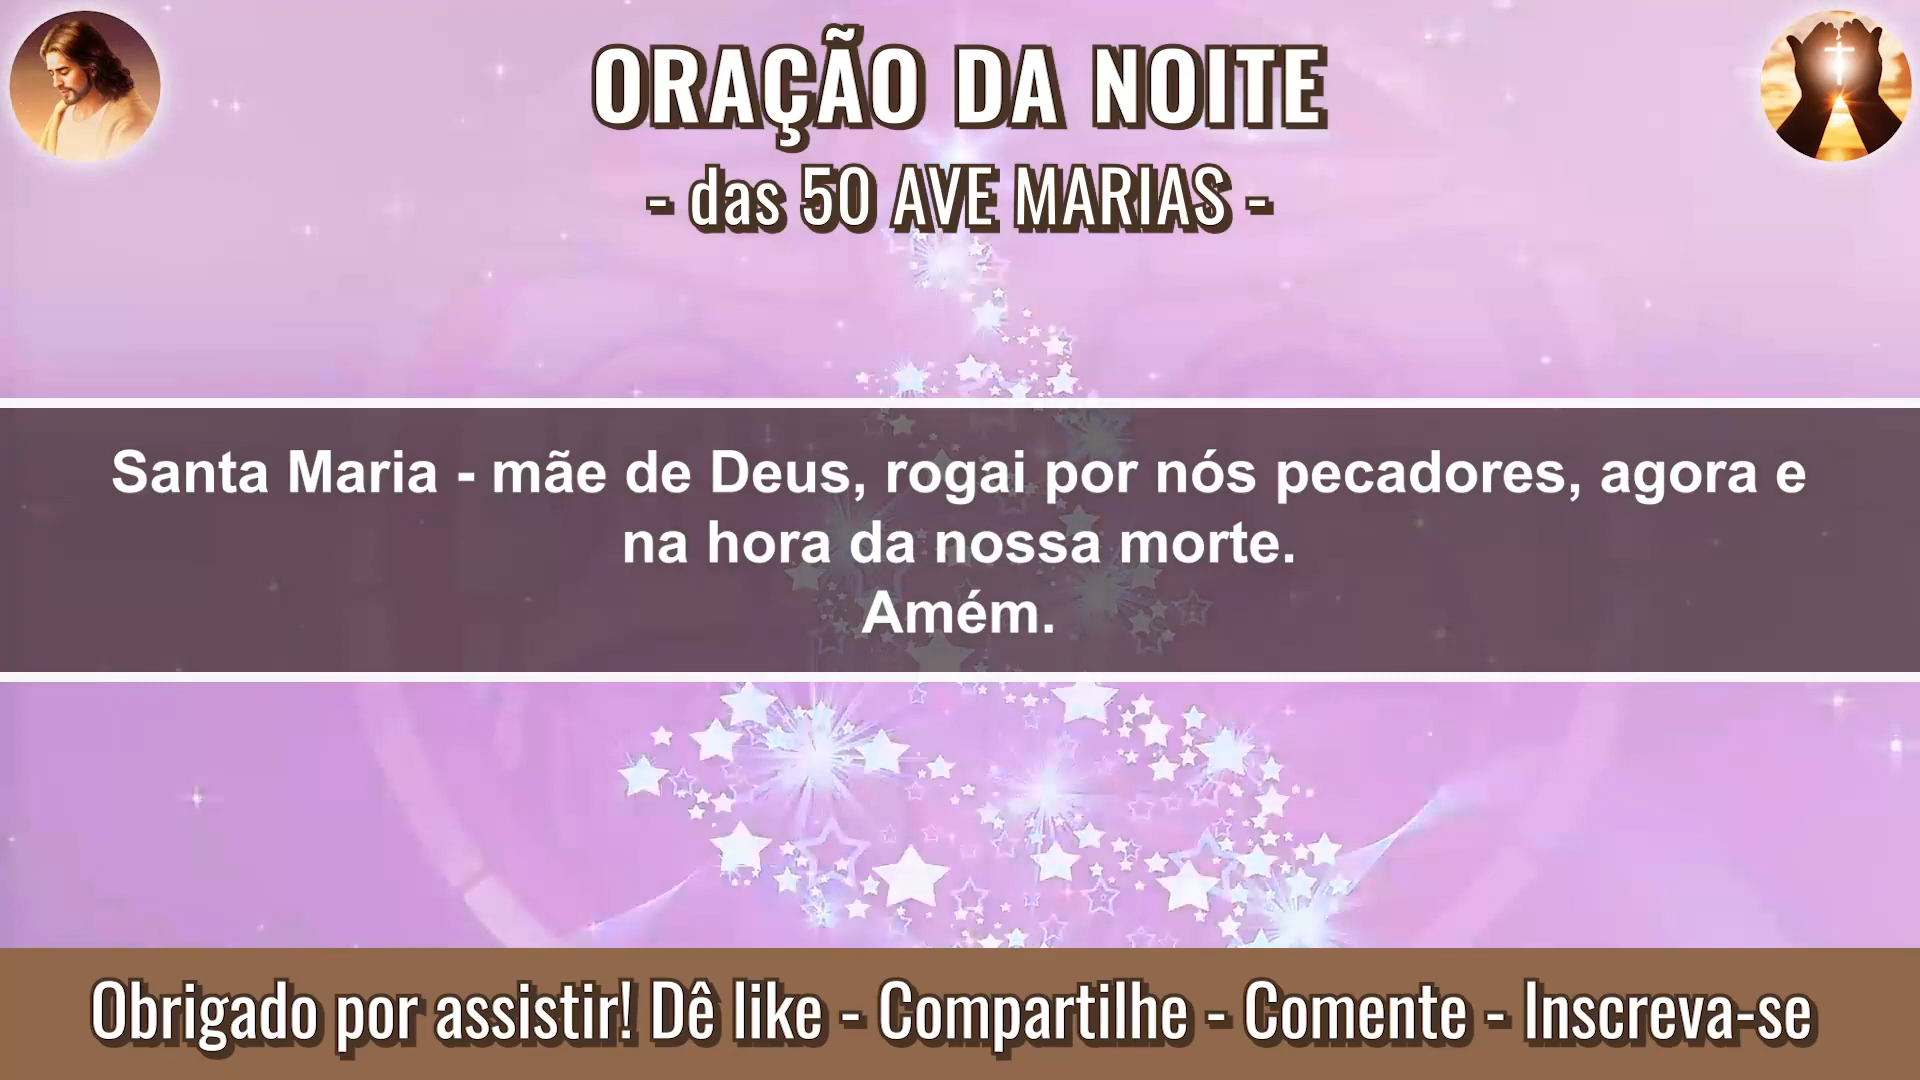 ORAÇÃO DA NOITE
- das 50 AVE MARIAS -
Santa Maria - mãe de Deus, rogai por nós pecadores, agora e
na hora da nossa morte.
Amém.
Obrigado por assistir! Dê like - Compartilhe - Comente - Inscreva-se